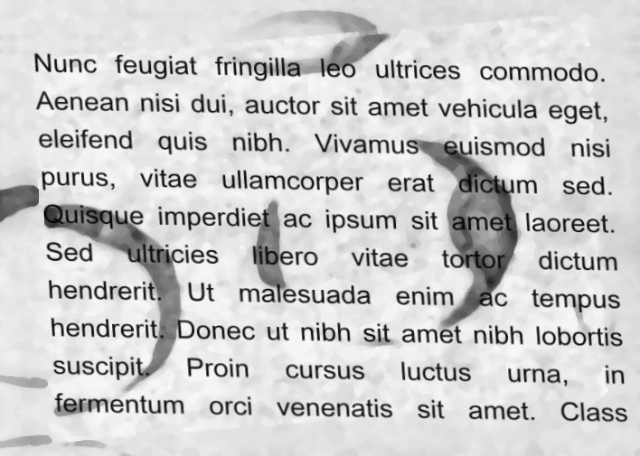 Nunc feugiat fringilla leo ultrices commodo.
Aenean nisi dui, auctor sit amet vehicula eget,
eleifend quis nibh. Vivamus euismod nisi
purus, vitae ullamcorper erat dictum sed.
Quisque imperdiet ac ipsum sit amet laoreet.
Sed ultricies libero vitae tortor dictum
hendrerit. Ut malesuada enim ac tempus
hendrerit. Donec ut nibh sit amet nibh lobortis
suscipit. Proin cursus luctus urna, in
fermentum orci venenatis sit amet. Class